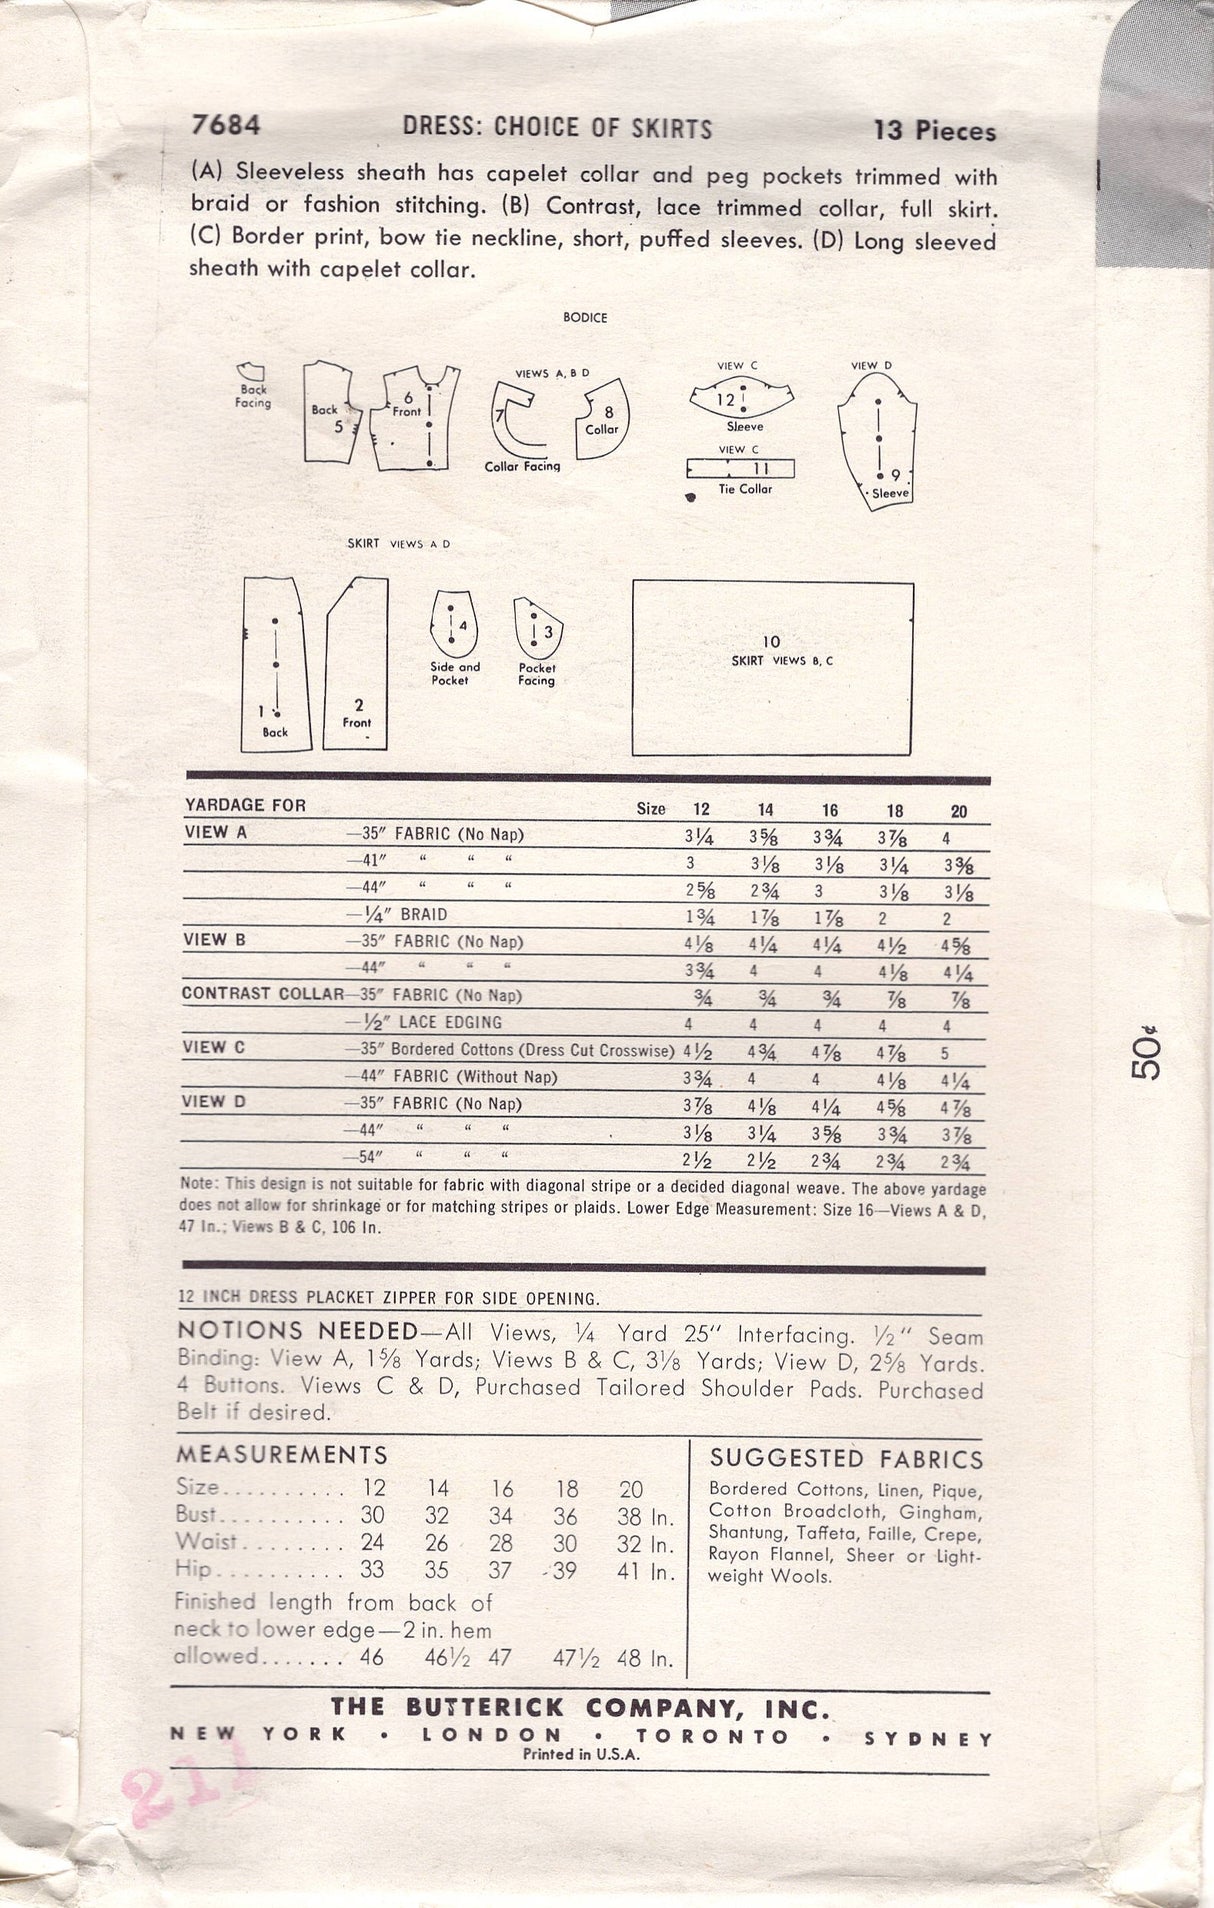 7684 DRESS: CHOICE OF SKIRTS 13 Pieces
(A) Sleeveless sheath has capelet collar and peg pockets trimmed with
braid or fashion stitching. (B) Contrast, lace trimmed collar, full skirt.
(C) Border print, bow tie neckline, short, puffed sleeves. (D) Long sleeved
sheath with capelet collar.
BODICE
Back
Facing
Back
5
6
Front
VIEWS A, B D
7
Collar Facing
8
Collar
VIEW C
12
Sleeve
VIEW C
11
Tie Collar
VIEW D
9
Sleeve
SKIRT VIEWS A D
1
Back
2
Front
4
Side and
Pocket
3
Pocket
Facing
10
SKIRT VIEWS B, C
YARDAGE FOR Size 12 14 16 18 20
VIEW A —35″ FABRIC (No Nap) 3¼ 3⅝ 3¾ 3⅞ 4
—41″ “ “ “ 3 3⅛ 3⅛ 3¼ 3⅜
—44″ “ “ “ 2⅝ 2¾ 3 3⅛ 3⅛
—¼″ BRAID 1¾ 1⅞ 1⅞ 2 2
VIEW B —35″ FABRIC (No Nap) 4⅛ 4¼ 4¼ 4½ 4⅝
—44″ “ “ “ 3¾ 4 4 4⅛ 4¼
CONTRAST COLLAR—35″ FABRIC (No Nap) ¾ ¾ ¾ ⅞ ⅞
—½″ LACE EDGING 4 4 4 4 4
VIEW C —35″ Bordered Cottons (Dress Cut Crosswise) 4½ 4¾ 4⅞ 4⅞ 5
—44″ FABRIC (Without Nap) 3¾ 4 4 4⅛ 4¼
VIEW D —35″ FABRIC (No Nap) 3⅞ 4⅛ 4¼ 4⅝ 4⅞
—44″ “ “ “ 3⅛ 3¼ 3⅝ 3¾ 3⅞
—54″ “ “ “ 2½ 2½ 2¾ 2¾ 2¾
Note: This design is not suitable for fabric with diagonal stripe or a decided diagonal weave. The above yardage
does not allow for shrinkage or for matching stripes or plaids. Lower Edge Measurement: Size 16—Views A & D,
47 In.; Views B & C, 106 In.
12 INCH DRESS PLACKET ZIPPER FOR SIDE OPENING.
NOTIONS NEEDED—All Views, ¼ Yard 25″ Interfacing. ½″ Seam
Binding: View A, 1⅝ Yards; Views B & C, 3⅛ Yards; View D, 2⅝ Yards.
4 Buttons. Views C & D, Purchased Tailored Shoulder Pads. Purchased
Belt if desired.
MEASUREMENTS
Size.......... 12 14 16 18 20
Bust.......... 30 32 34 36 38 In.
Waist........ 24 26 28 30 32 In.
Hip.......... 33 35 37 39 41 In.
Finished length from back of
neck to lower edge—2 in. hem
allowed....... 46 46½ 47 47½ 48 In.
SUGGESTED FABRICS
Bordered Cottons, Linen, Pique,
Cotton Broadcloth, Gingham,
Shantung, Taffeta, Faille, Crepe,
Rayon Flannel, Sheer or Light-
weight Wools.
THE BUTTERICK COMPANY, INC.
NEW YORK • LONDON • TORONTO • SYDNEY
Printed in U.S.A.
211
50¢